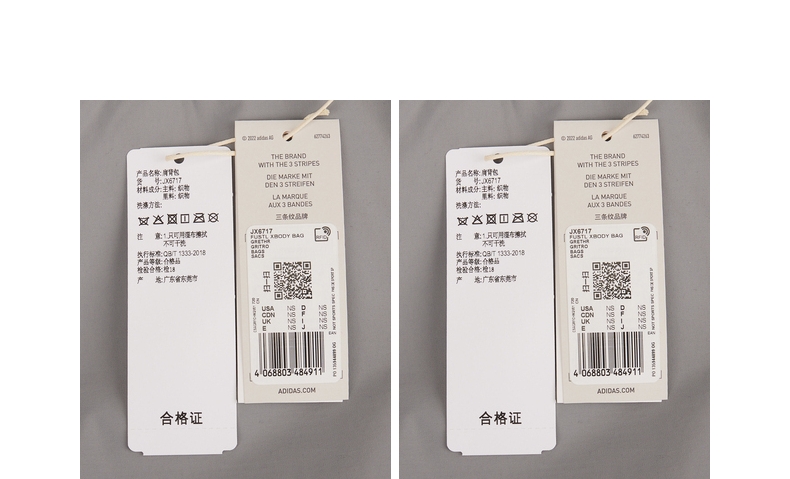 产品名称:肩背包
货　号:JX6717
材料成分:主料: 织物
里料: 织物
洗涤方法:
注　意:1.只可用湿布擦拭
不可干洗
执行标准:QB/T 1333-2018
产品等级:合格品
检验合格:检18
产　地:广东省东莞市
合格证
© 2022 adidas AG
THE BRAND
WITH THE 3 STRIPES
DIE MARKE MIT
DEN 3 STREIFEN
LA MARQUE
AUX 3 BANDES
三条纹品牌
JX6717
FUSTL XBODY BAG
GRETHR
GRITRO
BAGS
SACS
RFID
USA NS D NS
CDN NS F NS
UK NS I NS
E NS J NS
EAN
4 068803 484911
ADIDAS.COM
产品名称:肩背包
货　号:JX6717
材料成分:主料: 织物
里料: 织物
洗涤方法:
注　意:1.只可用湿布擦拭
不可干洗
执行标准:QB/T 1333-2018
产品等级:合格品
检验合格:检18
产　地:广东省东莞市
合格证
© 2022 adidas AG
THE BRAND
WITH THE 3 STRIPES
DIE MARKE MIT
DEN 3 STREIFEN
LA MARQUE
AUX 3 BANDES
三条纹品牌
JX6717
FUSTL XBODY BAG
GRETHR
GRITRO
BAGS
SACS
RFID
USA NS D NS
CDN NS F NS
UK NS I NS
E NS J NS
EAN
4 068803 484911
ADIDAS.COM